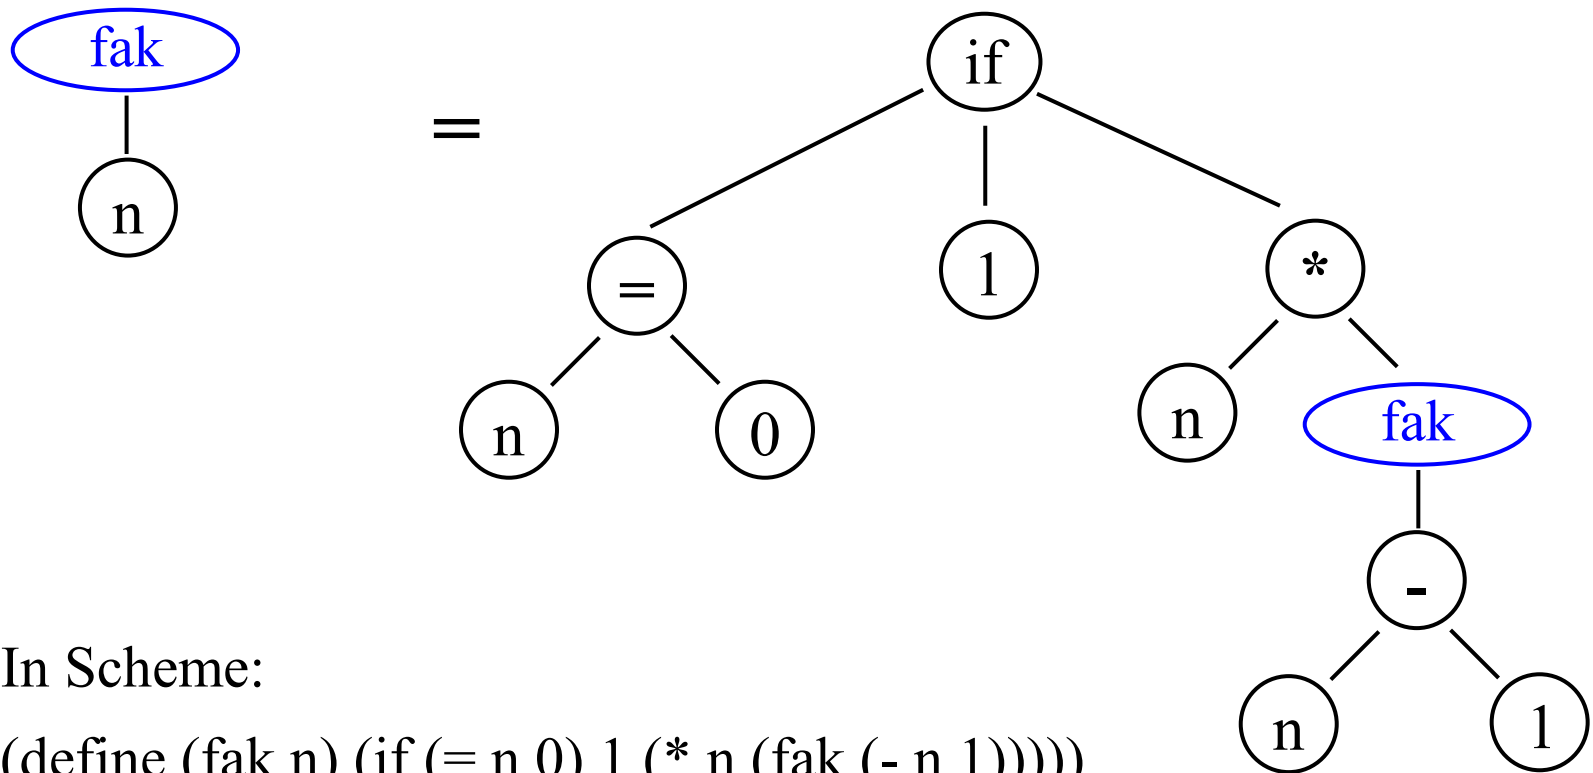 fak
n
=
if
=
1
*
n
0
n
fak
-
n
1
In Scheme:
(define (fak n) (if (= n 0) 1 (* n (fak (- n 1)))))